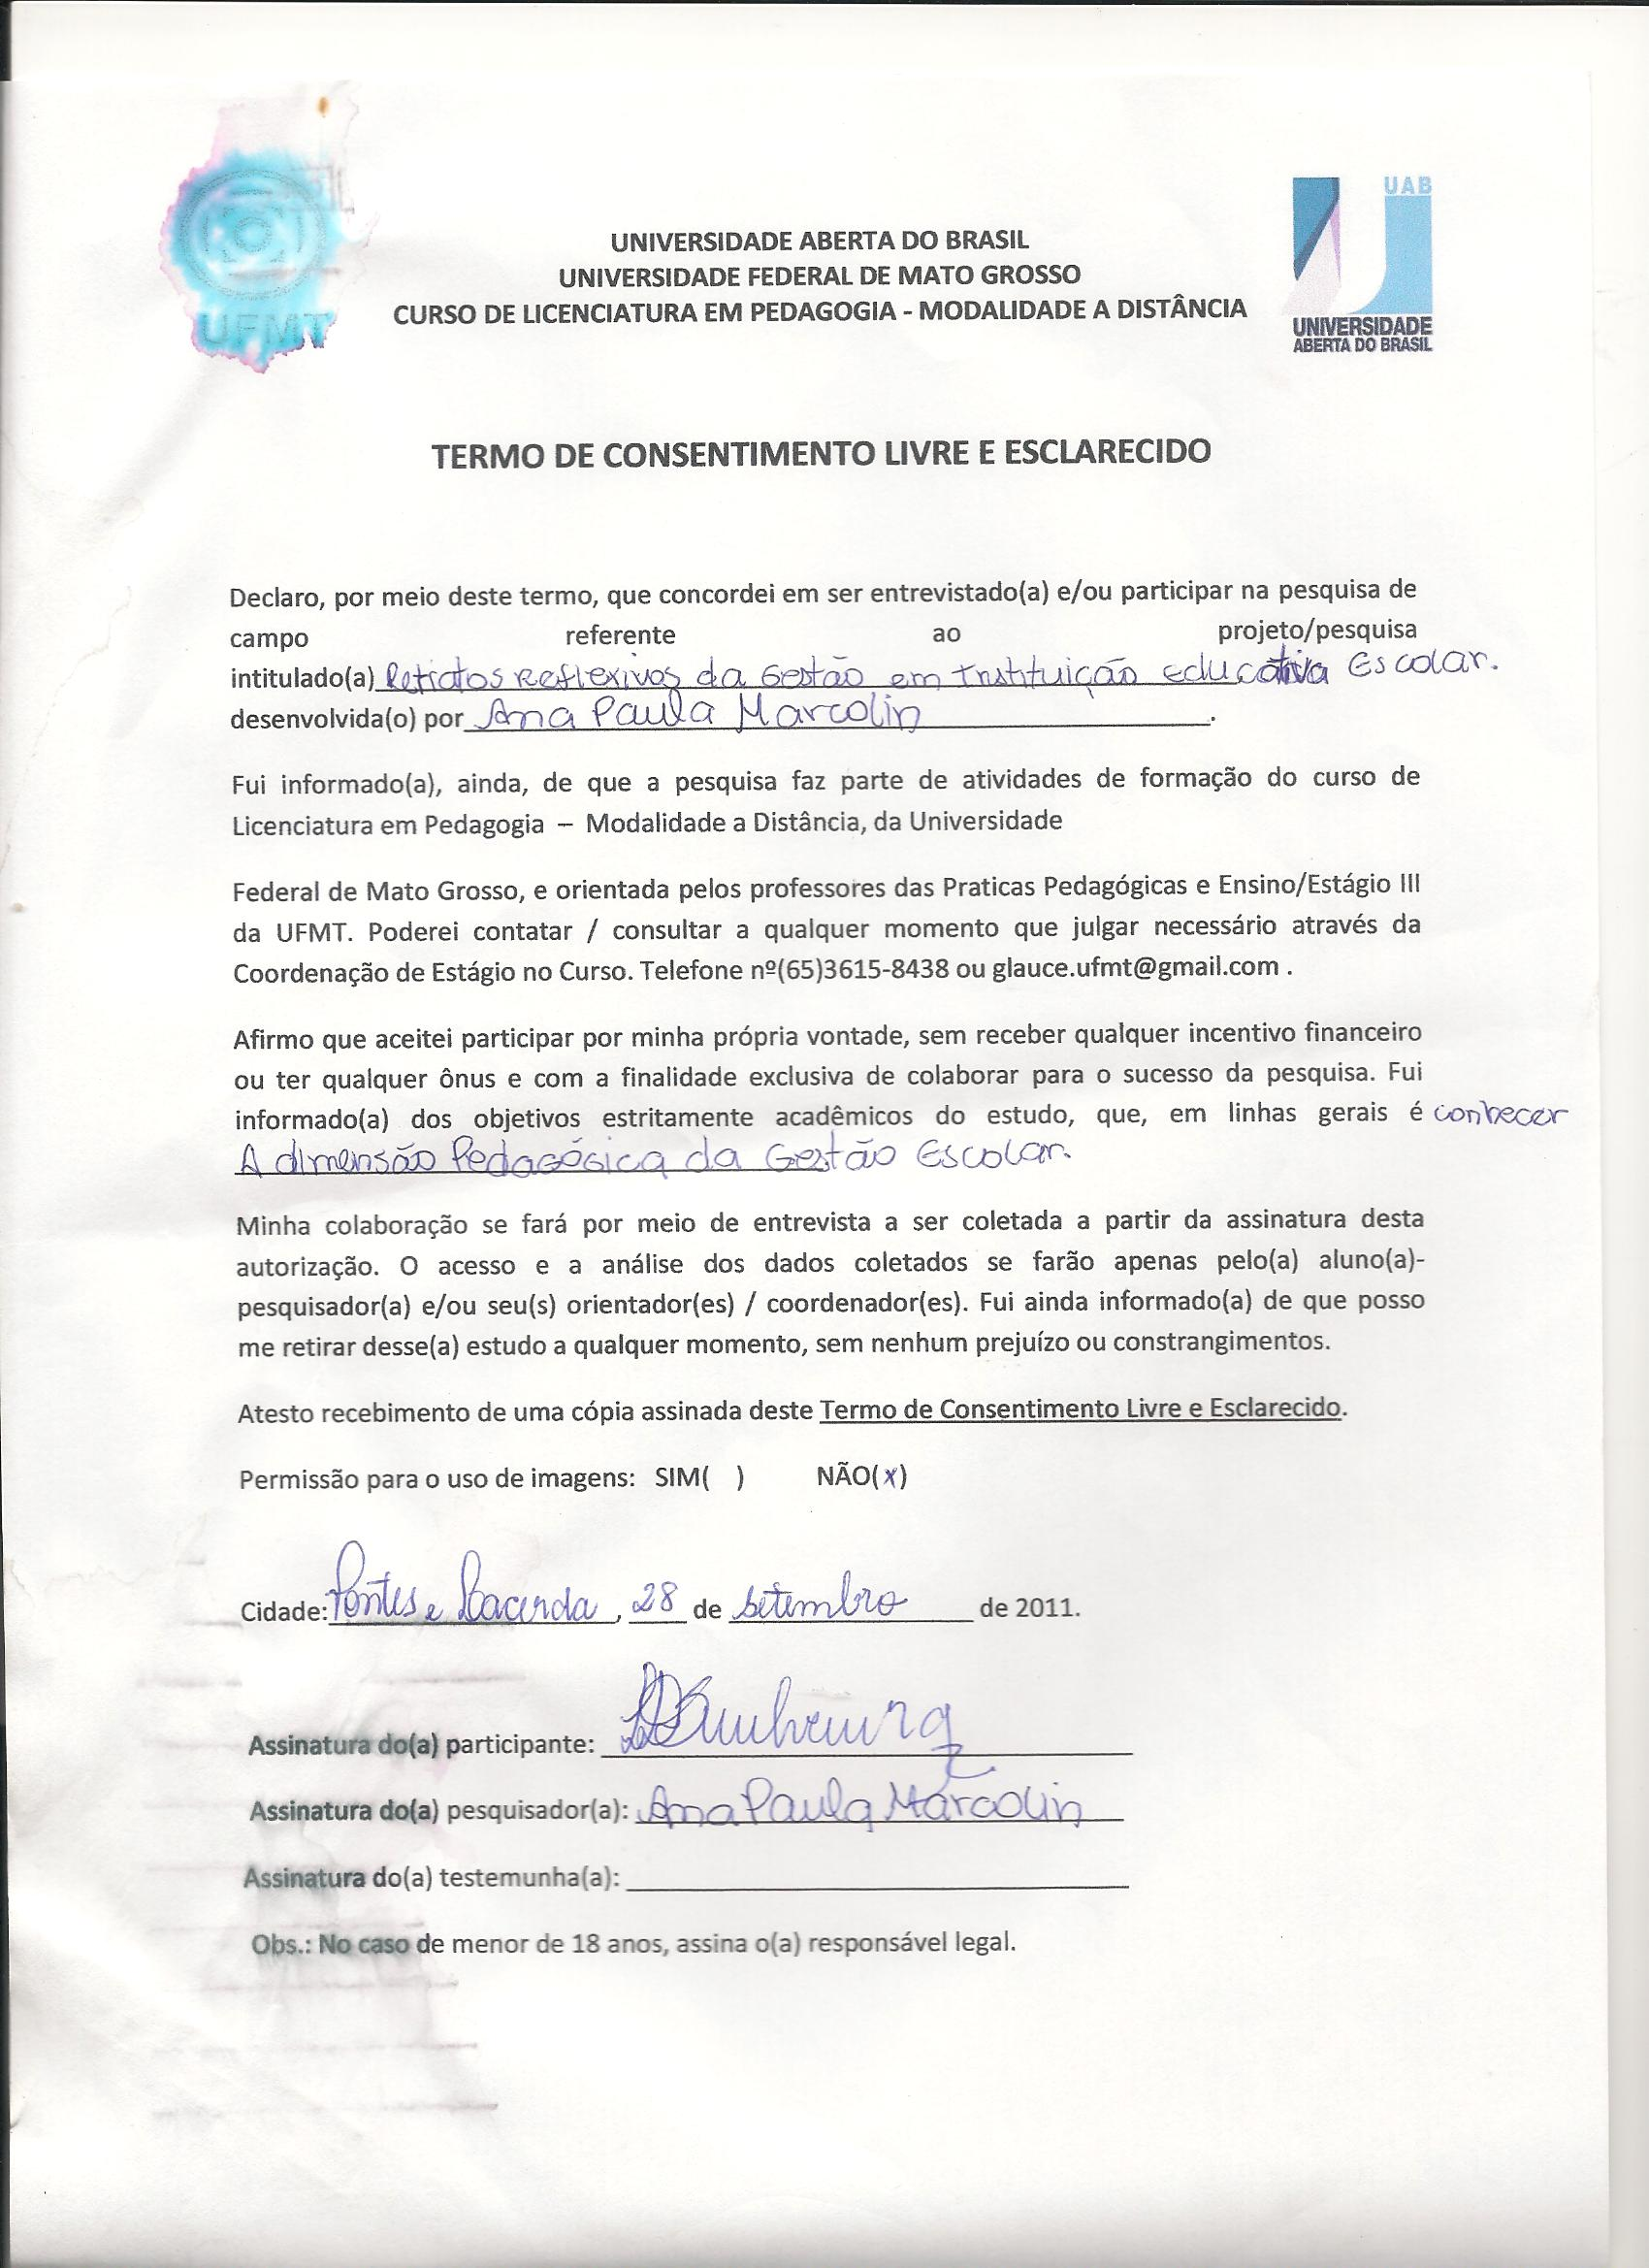 UFMT
UAB
UNIVERSIDADE
ABERTA DO BRASIL
UNIVERSIDADE ABERTA DO BRASIL
UNIVERSIDADE FEDERAL DE MATO GROSSO
CURSO DE LICENCIATURA EM PEDAGOGIA - MODALIDADE A DISTÂNCIA
TERMO DE CONSENTIMENTO LIVRE E ESCLARECIDO
Declaro, por meio deste termo, que concordei em ser entrevistado(a) e/ou participar na pesquisa de
campo referente ao projeto/pesquisa
intitulado(a) Retratos Reflexivos da Gestão em Instituição educativa Escolar.
desenvolvida(o) por Ana Paula Marcolin.
Fui informado(a), ainda, de que a pesquisa faz parte de atividades de formação do curso de
Licenciatura em Pedagogia – Modalidade a Distância, da Universidade
Federal de Mato Grosso, e orientada pelos professores das Praticas Pedagógicas e Ensino/Estágio III
da UFMT. Poderei contatar / consultar a qualquer momento que julgar necessário através da
Coordenação de Estágio no Curso. Telefone nº(65)3615-8438 ou glauce.ufmt@gmail.com .
Afirmo que aceitei participar por minha própria vontade, sem receber qualquer incentivo financeiro
ou ter qualquer ônus e com a finalidade exclusiva de colaborar para o sucesso da pesquisa. Fui
informado(a) dos objetivos estritamente acadêmicos do estudo, que, em linhas gerais é conhecer
A dimensão Pedagógica da Gestão Escolar.
Minha colaboração se fará por meio de entrevista a ser coletada a partir da assinatura desta
autorização. O acesso e a análise dos dados coletados se farão apenas pelo(a) aluno(a)-
pesquisador(a) e/ou seu(s) orientador(es) / coordenador(es). Fui ainda informado(a) de que posso
me retirar desse(a) estudo a qualquer momento, sem nenhum prejuízo ou constrangimentos.
Atesto recebimento de uma cópia assinada deste Termo de Consentimento Livre e Esclarecido.
Permissão para o uso de imagens: SIM( ) NÃO(x)
Cidade: Pontes e Lacerda, 28 de setembro de 2011.
Assinatura do(a) participante:
Assinatura do(a) pesquisador(a): Ana Paula Marcolin
Assinatura do(a) testemunha(a):
Obs.: No caso de menor de 18 anos, assina o(a) responsável legal.